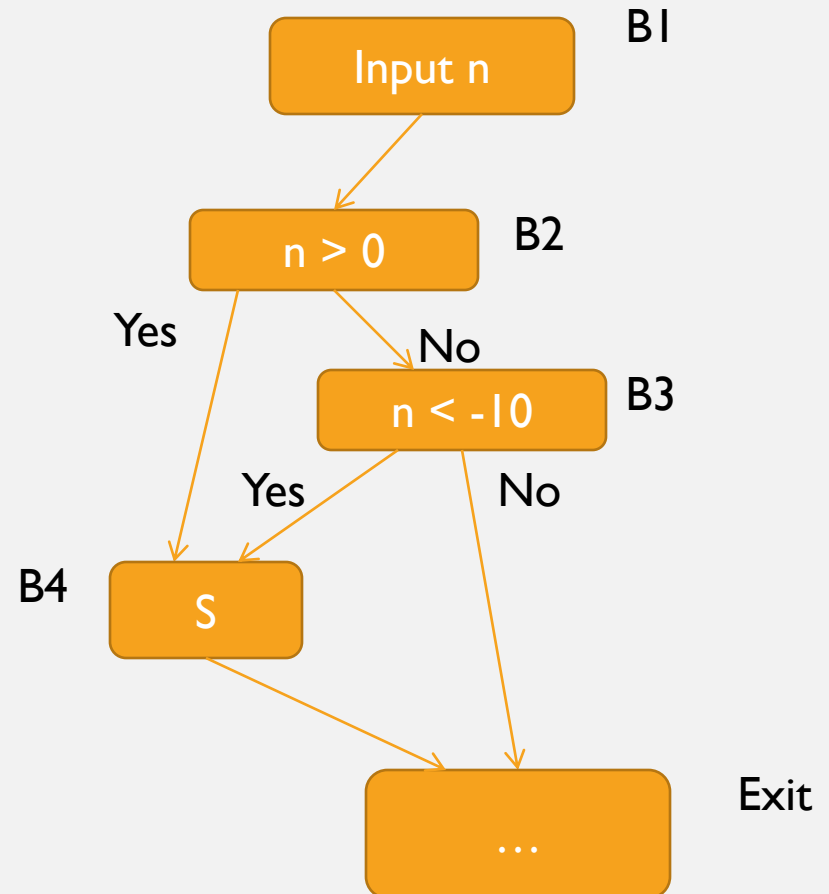 B1
Input n
n > 0
B2
Yes
No
n < -10
B3
Yes
No
B4
S
Exit
...